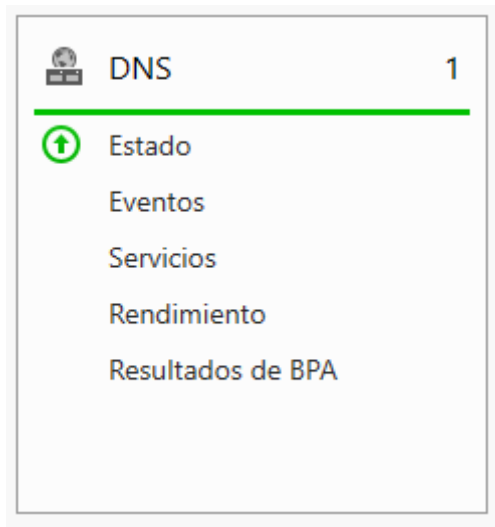 DNS 1
Estado
Eventos
Servicios
Rendimiento
Resultados de BPA